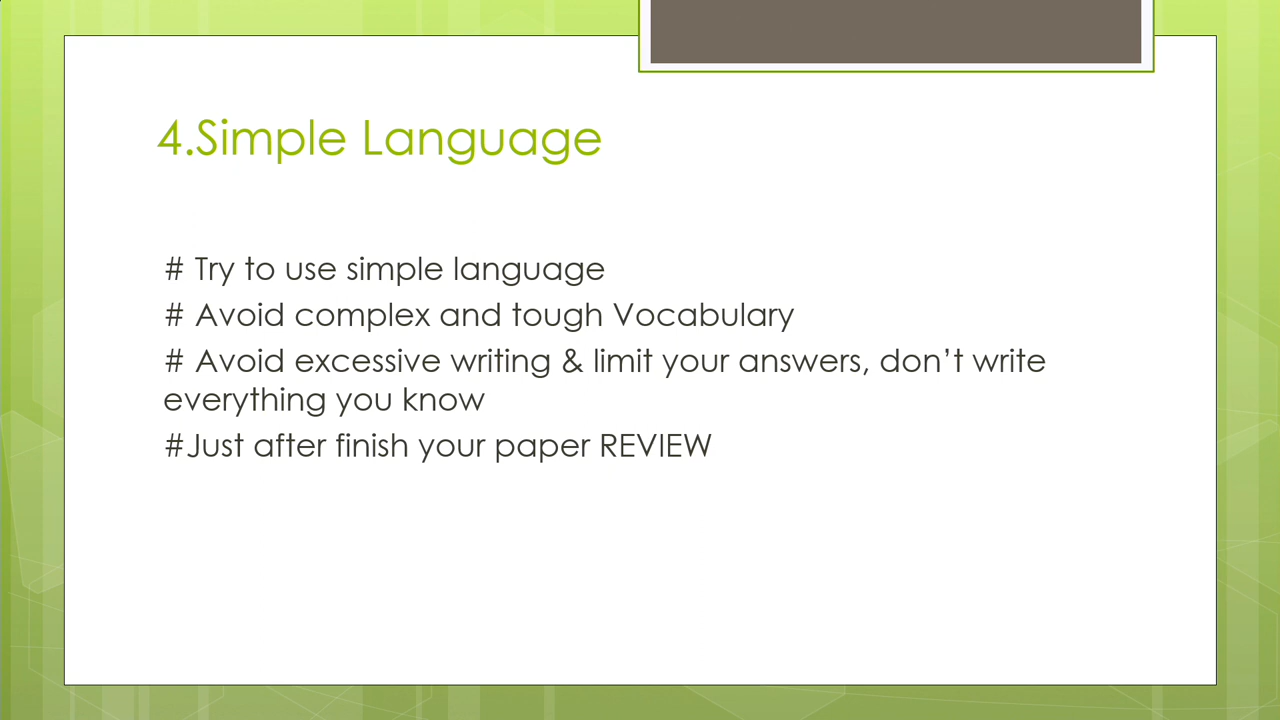 4.Simple Language
# Try to use simple language
# Avoid complex and tough Vocabulary
# Avoid excessive writing & limit your answers, don’t write
everything you know
#Just after finish your paper REVIEW